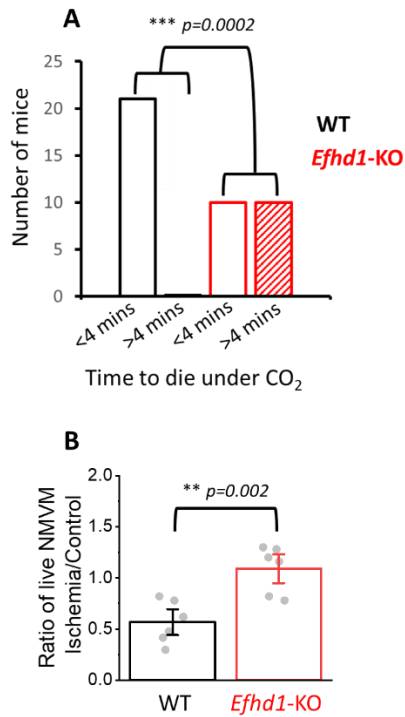 A
*** p=0.0002
25
20
15
10
5
0
Number of mice
WT
Efhd1-KO
<4 mins
>4 mins
<4 mins
>4 mins
Time to die under CO₂
B
** p=0.002
2.0
1.5
1.0
0.5
0.0
Ratio of live NMVM
Ischemia/Control
WT
Efhd1-KO